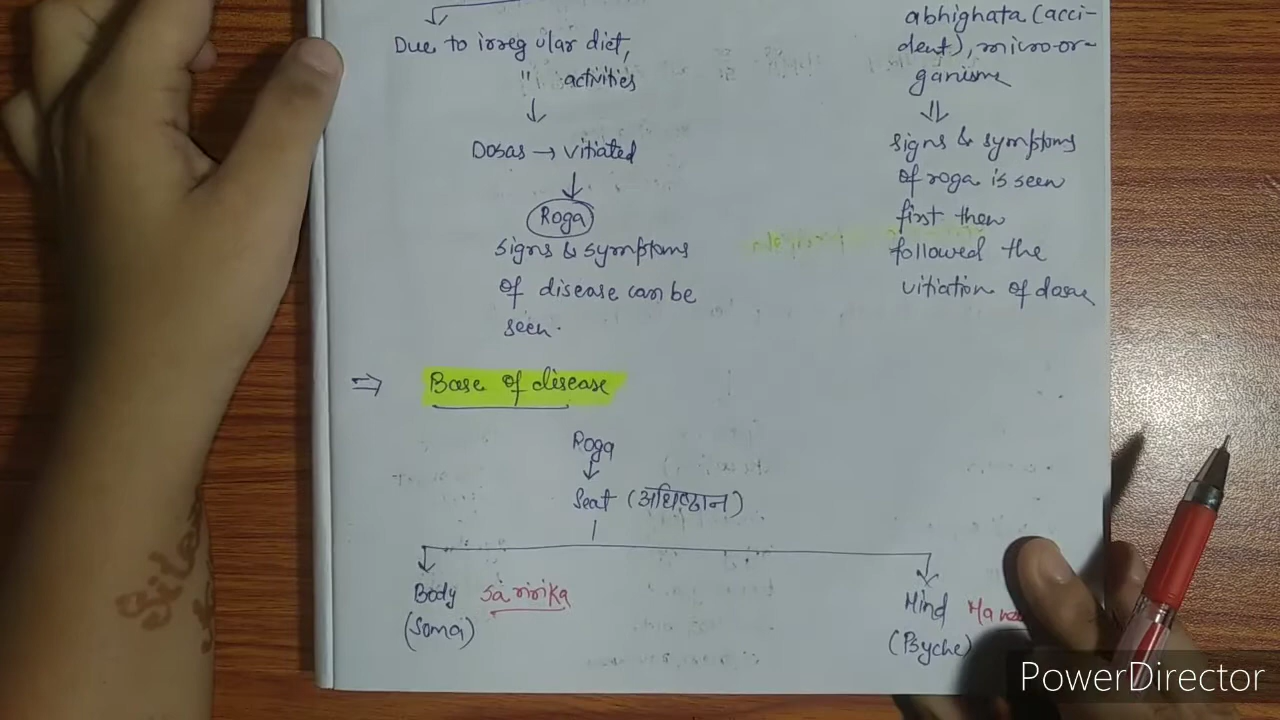 Due to irregular diet,
" activities
Dosas → vitiated
Roga
signs & symptoms
of disease can be
seen.
abhighata (acci-
dent), micro-or-
ganisms
signs & symptoms
of roga is seen
first then
followed the
vitiation of dosas
⇒ Base of disease
Roga
Seat (अधिष्ठान)
Body Saririka
(Soma)
Mind
(Psyche)
PowerDirector